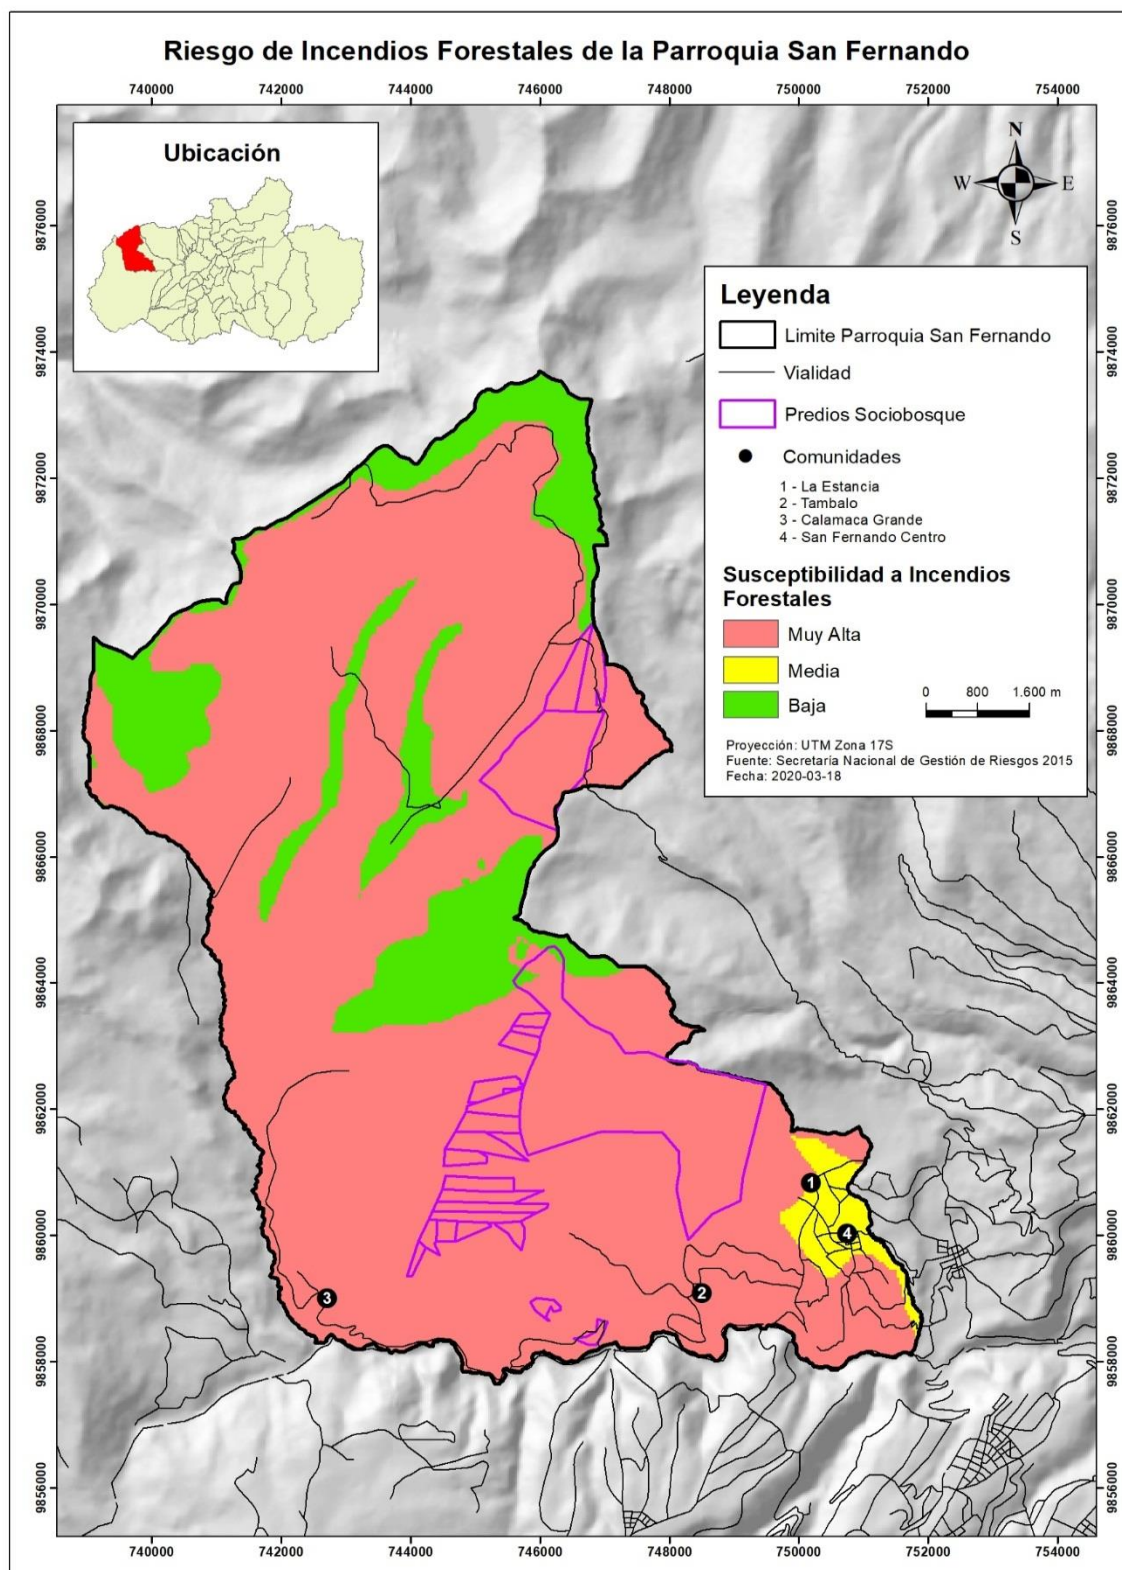 Riesgo de Incendios Forestales de la Parroquia San Fernando
740000 742000 744000 746000 748000 750000 752000 754000
Ubicación
N
W E
S
9876000 9876000
9874000 9874000
9872000 9872000
9870000 9870000
9868000 9868000
9866000 9866000
9864000 9864000
9862000 9862000
9860000 9860000
9858000 9858000
9856000 9856000
Leyenda
Limite Parroquia San Fernando
Vialidad
Predios Sociobosque
Comunidades
1 - La Estancia
2 - Tambalo
3 - Calamaca Grande
4 - San Fernando Centro
Susceptibilidad a Incendios
Forestales
Muy Alta
Media
Baja
0 800 1.600 m
Proyección: UTM Zona 17S
Fuente: Secretaría Nacional de Gestión de Riesgos 2015
Fecha: 2020-03-18
1
4
2
3
740000 742000 744000 746000 748000 750000 752000 754000